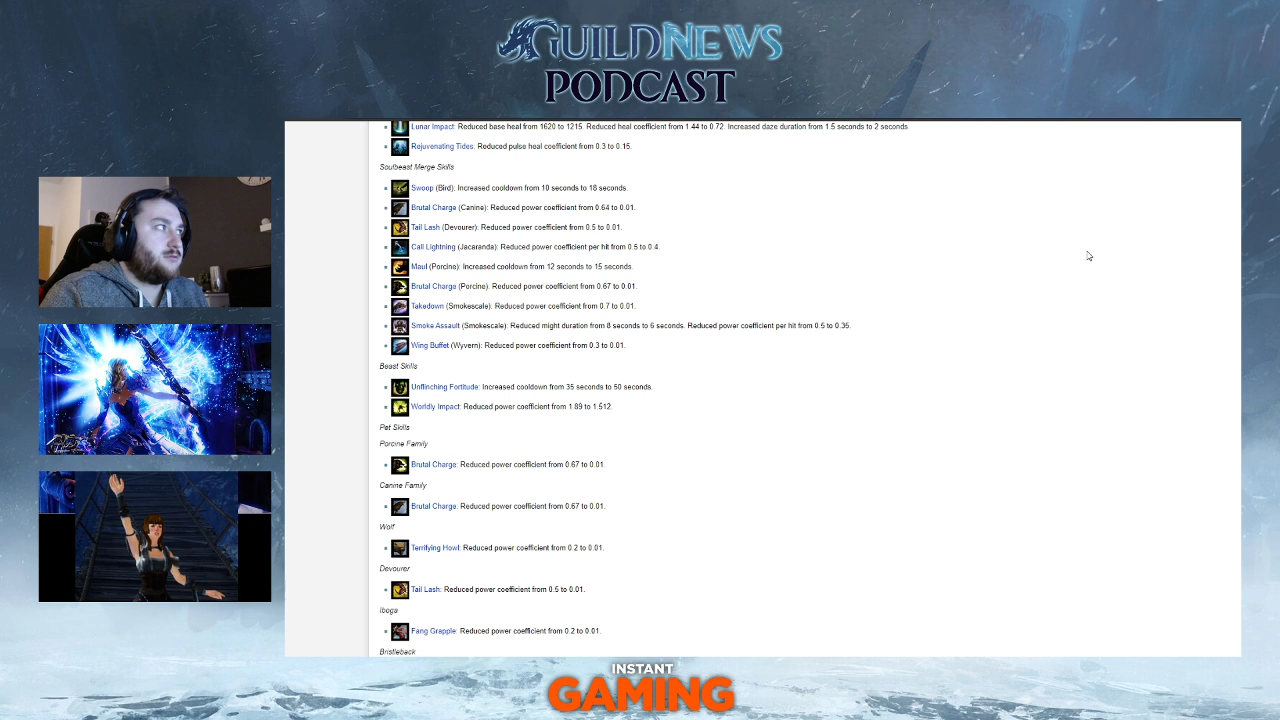 GUILDNEWS
PODCAST
Lunar Impact: Reduced base heal from 1620 to 1215. Reduced heal coefficient from 1.44 to 0.72. Increased daze duration from 1.5 seconds to 2 seconds
Rejuvenating Tides: Reduced pulse heal coefficient from 0.3 to 0.15.
Soulbeast Merge Skills
Swoop (Bird): Increased cooldown from 10 seconds to 18 seconds.
Brutal Charge (Canine): Reduced power coefficient from 0.64 to 0.01.
Tail Lash (Devourer): Reduced power coefficient from 0.5 to 0.01.
Call Lightning (Jacaranda): Reduced power coefficient per hit from 0.5 to 0.4.
Maul (Porcine): Increased cooldown from 12 seconds to 15 seconds.
Brutal Charge (Porcine): Reduced power coefficient from 0.67 to 0.01.
Takedown (Smokescale): Reduced power coefficient from 0.7 to 0.01.
Smoke Assault (Smokescale): Reduced might duration from 8 seconds to 6 seconds. Reduced power coefficient per hit from 0.5 to 0.35.
Wing Buffet (Wyvern): Reduced power coefficient from 0.3 to 0.01.
Beast Skills
Unflinching Fortitude: Increased cooldown from 35 seconds to 50 seconds.
Worldly Impact: Reduced power coefficient from 1.89 to 1.512.
Pet Skills
Porcine Family
Brutal Charge: Reduced power coefficient from 0.67 to 0.01.
Canine Family
Brutal Charge: Reduced power coefficient from 0.67 to 0.01.
Wolf
Terrifying Howl: Reduced power coefficient from 0.2 to 0.01.
Devourer
Tail Lash: Reduced power coefficient from 0.5 to 0.01.
Iboga
Fang Grapple: Reduced power coefficient from 0.2 to 0.01.
Bristleback
INSTANT
GAMING